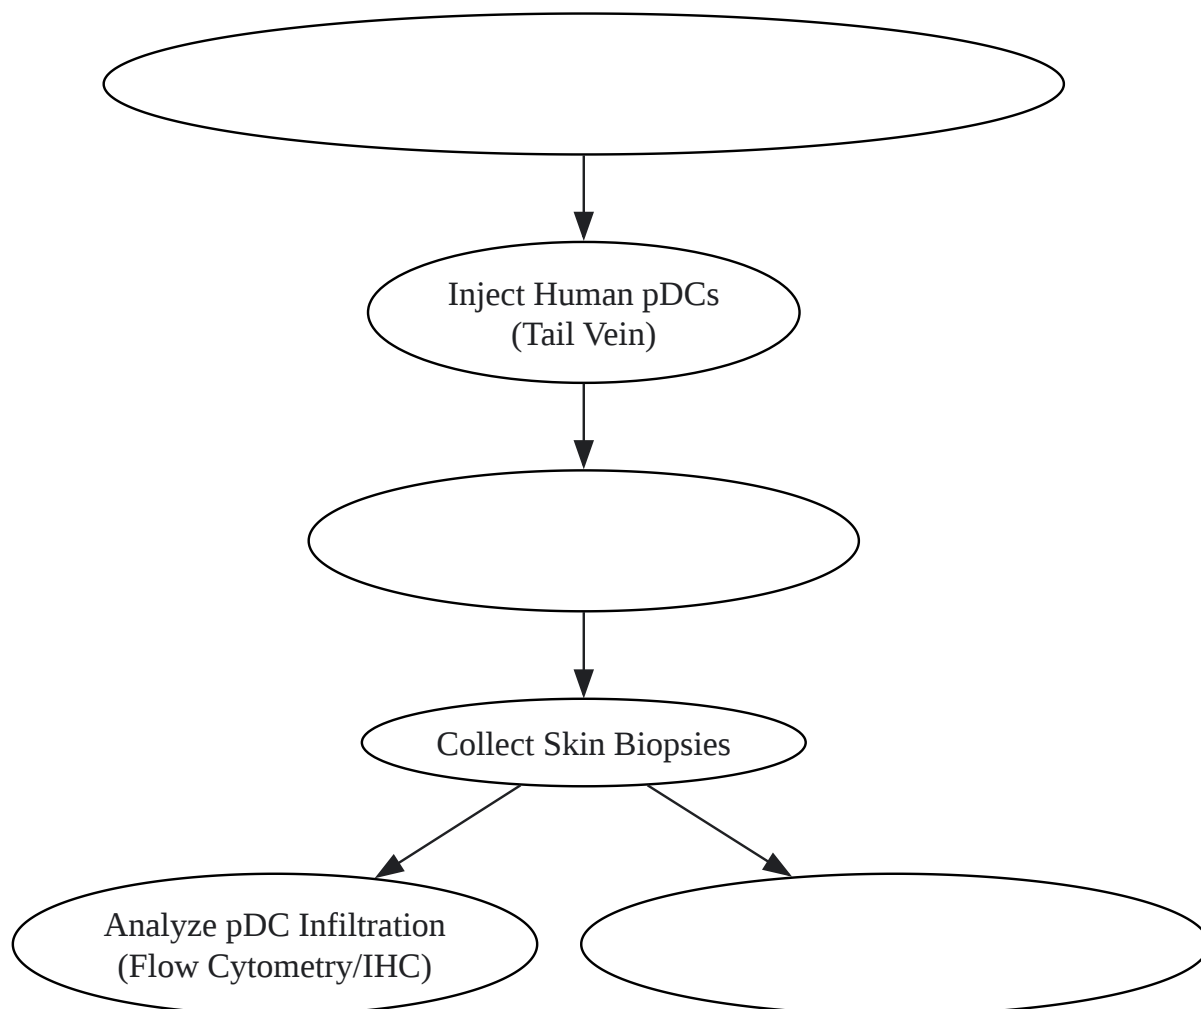 Inject Human pDCs
(Tail Vein)
Collect Skin Biopsies
Analyze pDC Infiltration
(Flow Cytometry/IHC)